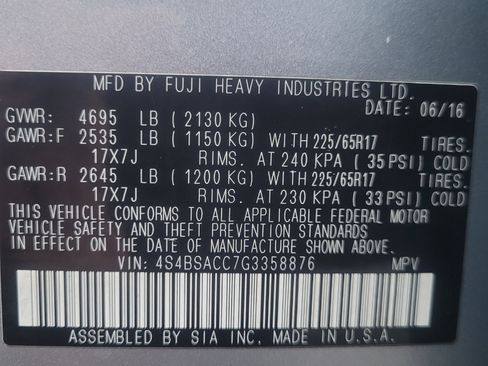 MFD BY FUJI HEAVY INDUSTRIES LTD.
DATE: 06/16
GVWR: 4695 LB (2130 KG)
GAWR:F 2535 LB (1150 KG) WITH 225/65R17 TIRES.
17X7J RIMS. AT 240 KPA (35 PSI) COLD
GAWR:R 2645 LB (1200 KG) WITH 225/65R17 TIRES.
17X7J RIMS. AT 230 KPA (33 PSI) COLD
THIS VEHICLE CONFORMS TO ALL APPLICABLE FEDERAL MOTOR
VEHICLE SAFETY AND THEFT PREVENTION STANDARDS
IN EFFECT ON THE DATE OF MANUFACTURE SHOWN ABOVE.
VIN: 4S4BSACC7G3358876 MPV
ASSEMBLED BY SIA INC. MADE IN U.S.A.